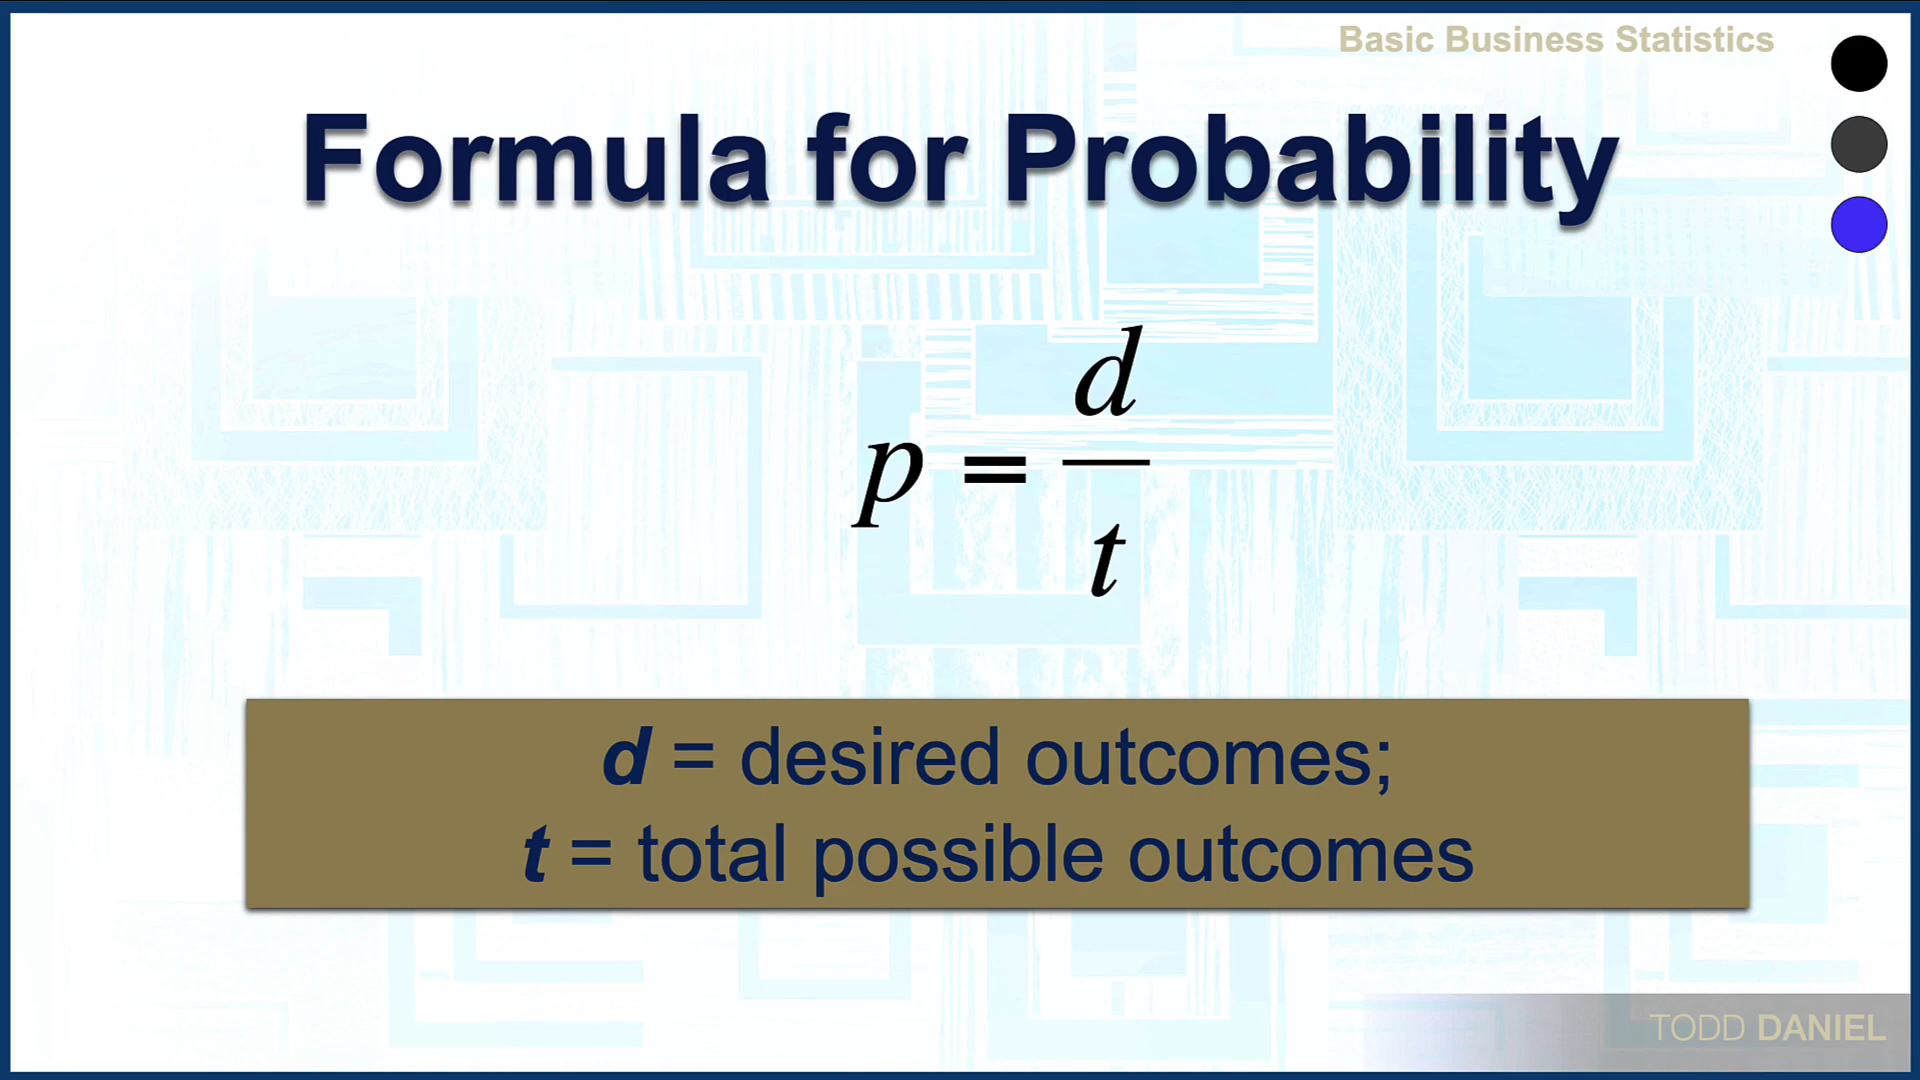 Basic Business Statistics
Formula for Probability
p = d/t
d = desired outcomes;
t = total possible outcomes
TODD DANIEL